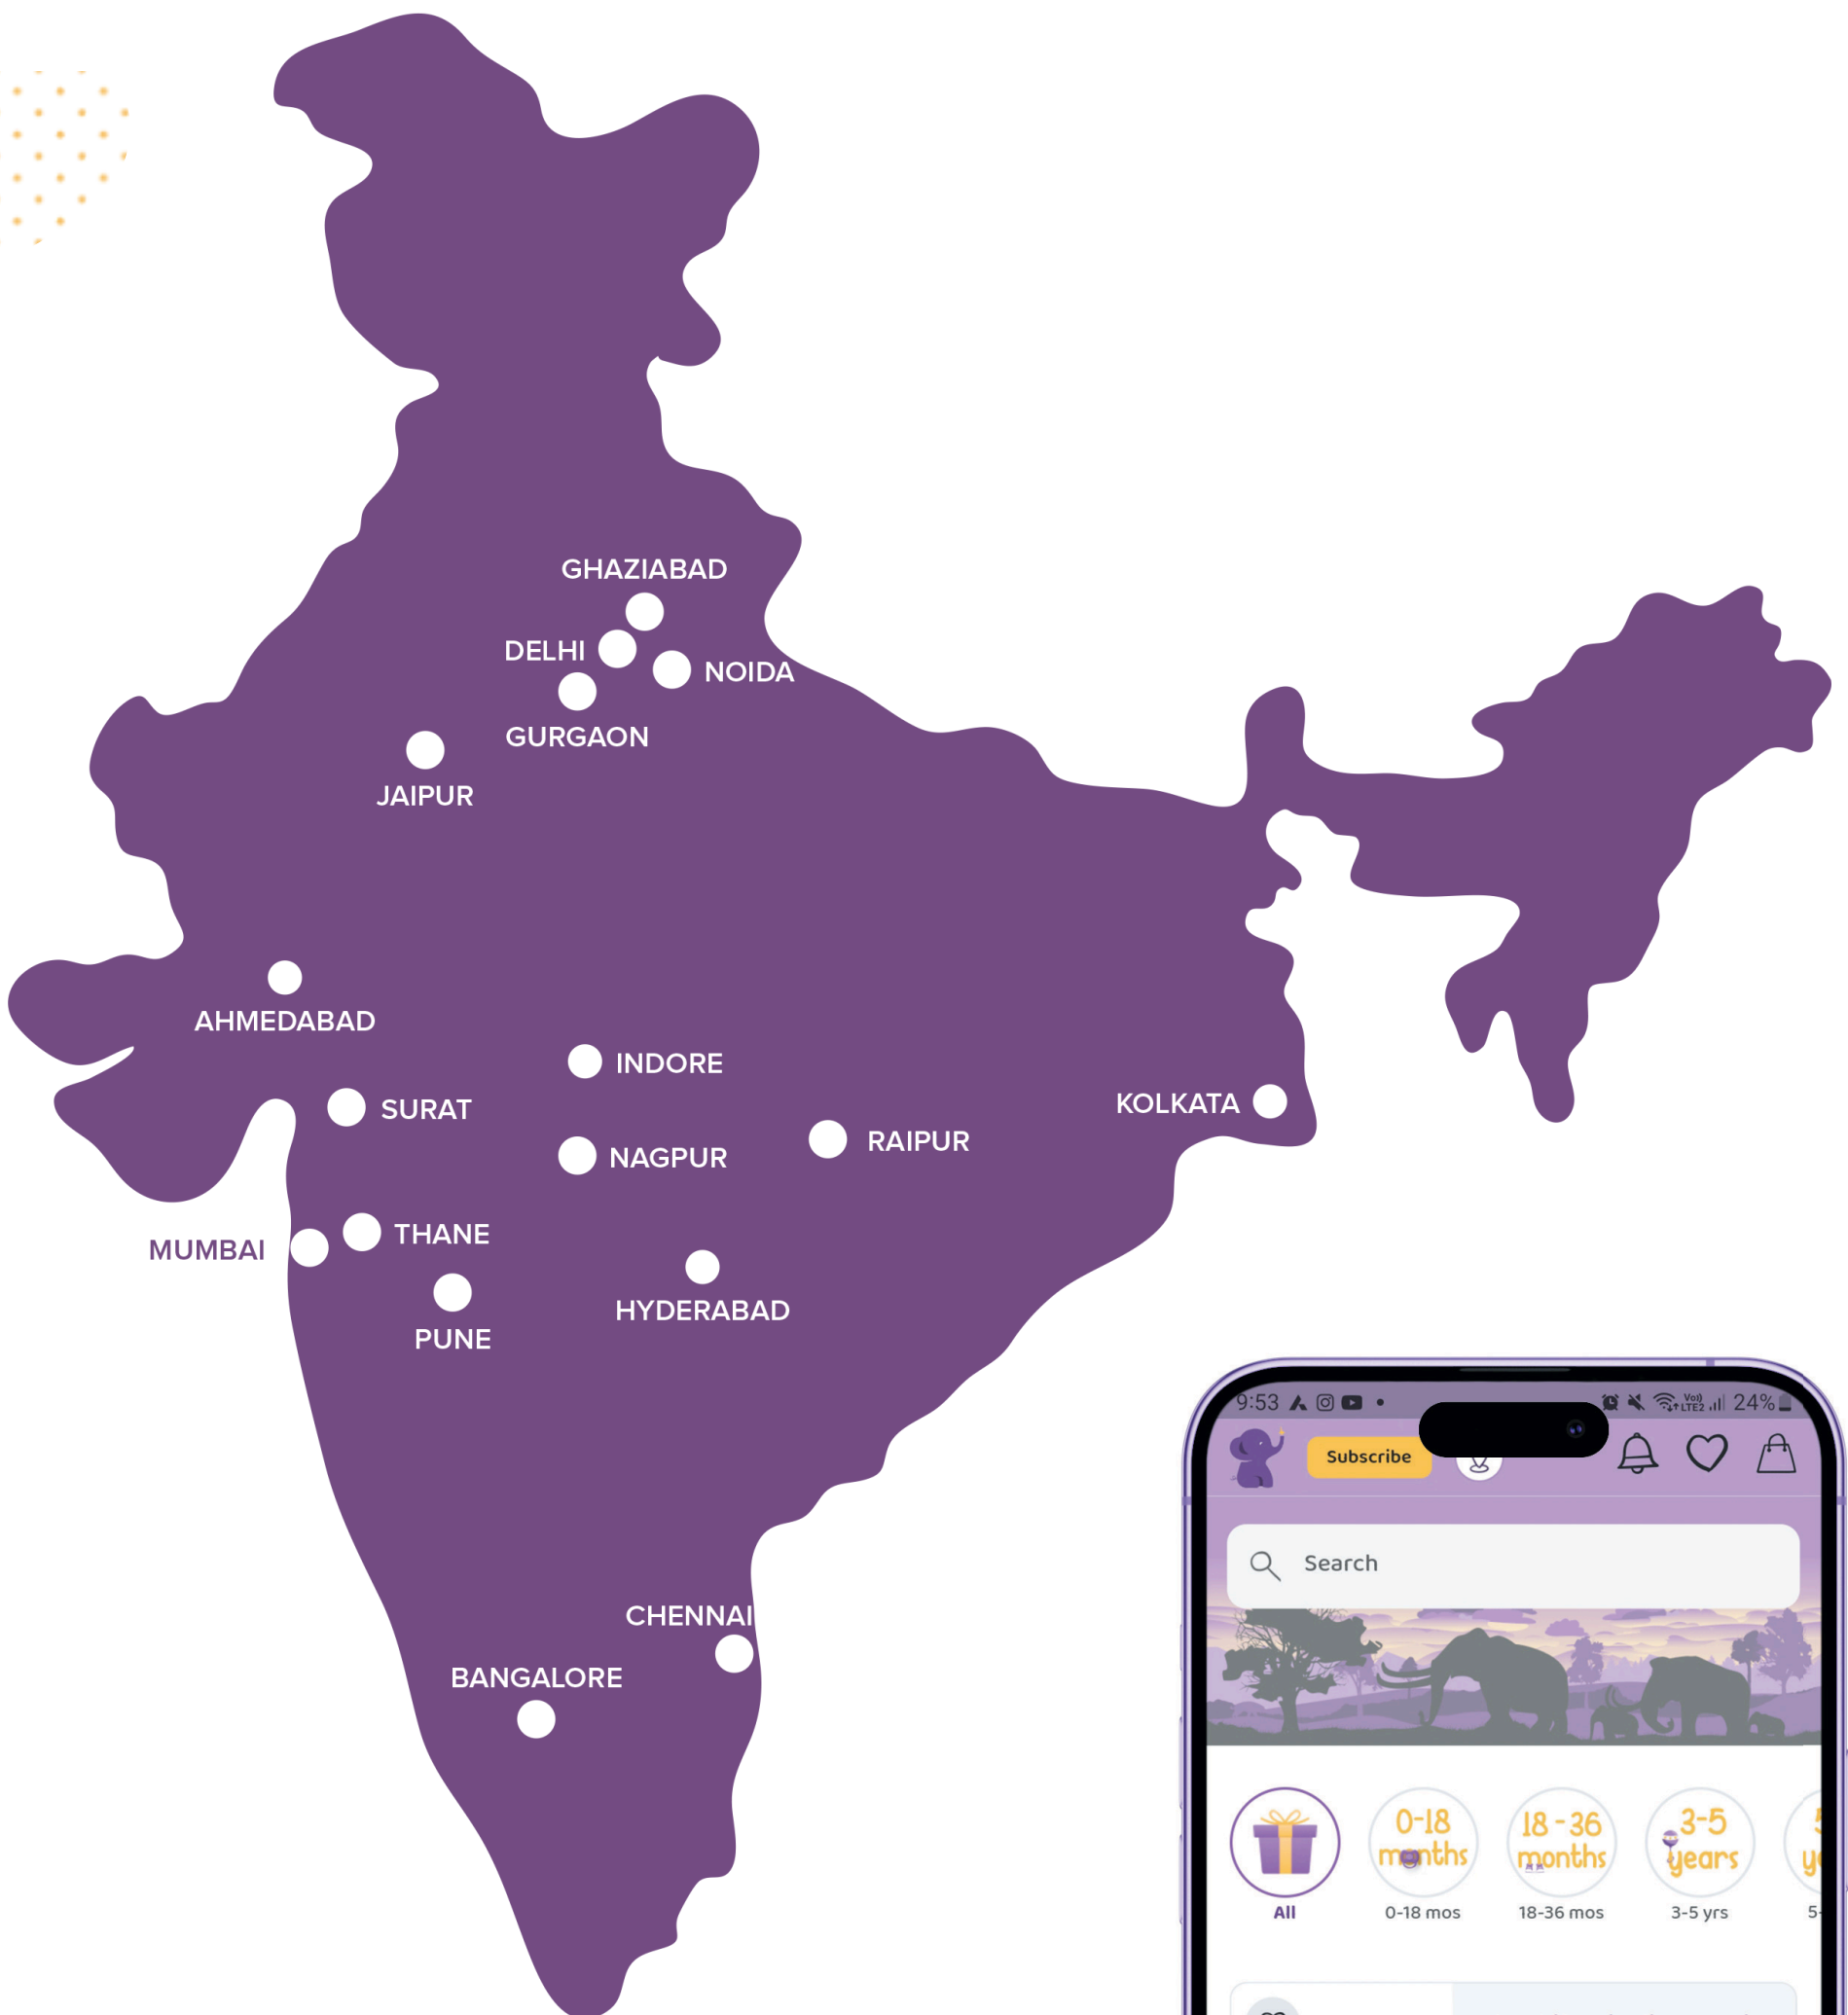 GHAZIABAD
DELHI
NOIDA
GURGAON
JAIPUR
AHMEDABAD
INDORE
SURAT
KOLKATA
RAIPUR
NAGPUR
THANE
MUMBAI
HYDERABAD
PUNE
CHENNAI
BANGALORE
9:53
Vo)) LTE2 24%
Subscribe
Search
0-18 months
18-36 months
3-5 years
All
0-18 mos
18-36 mos
3-5 yrs